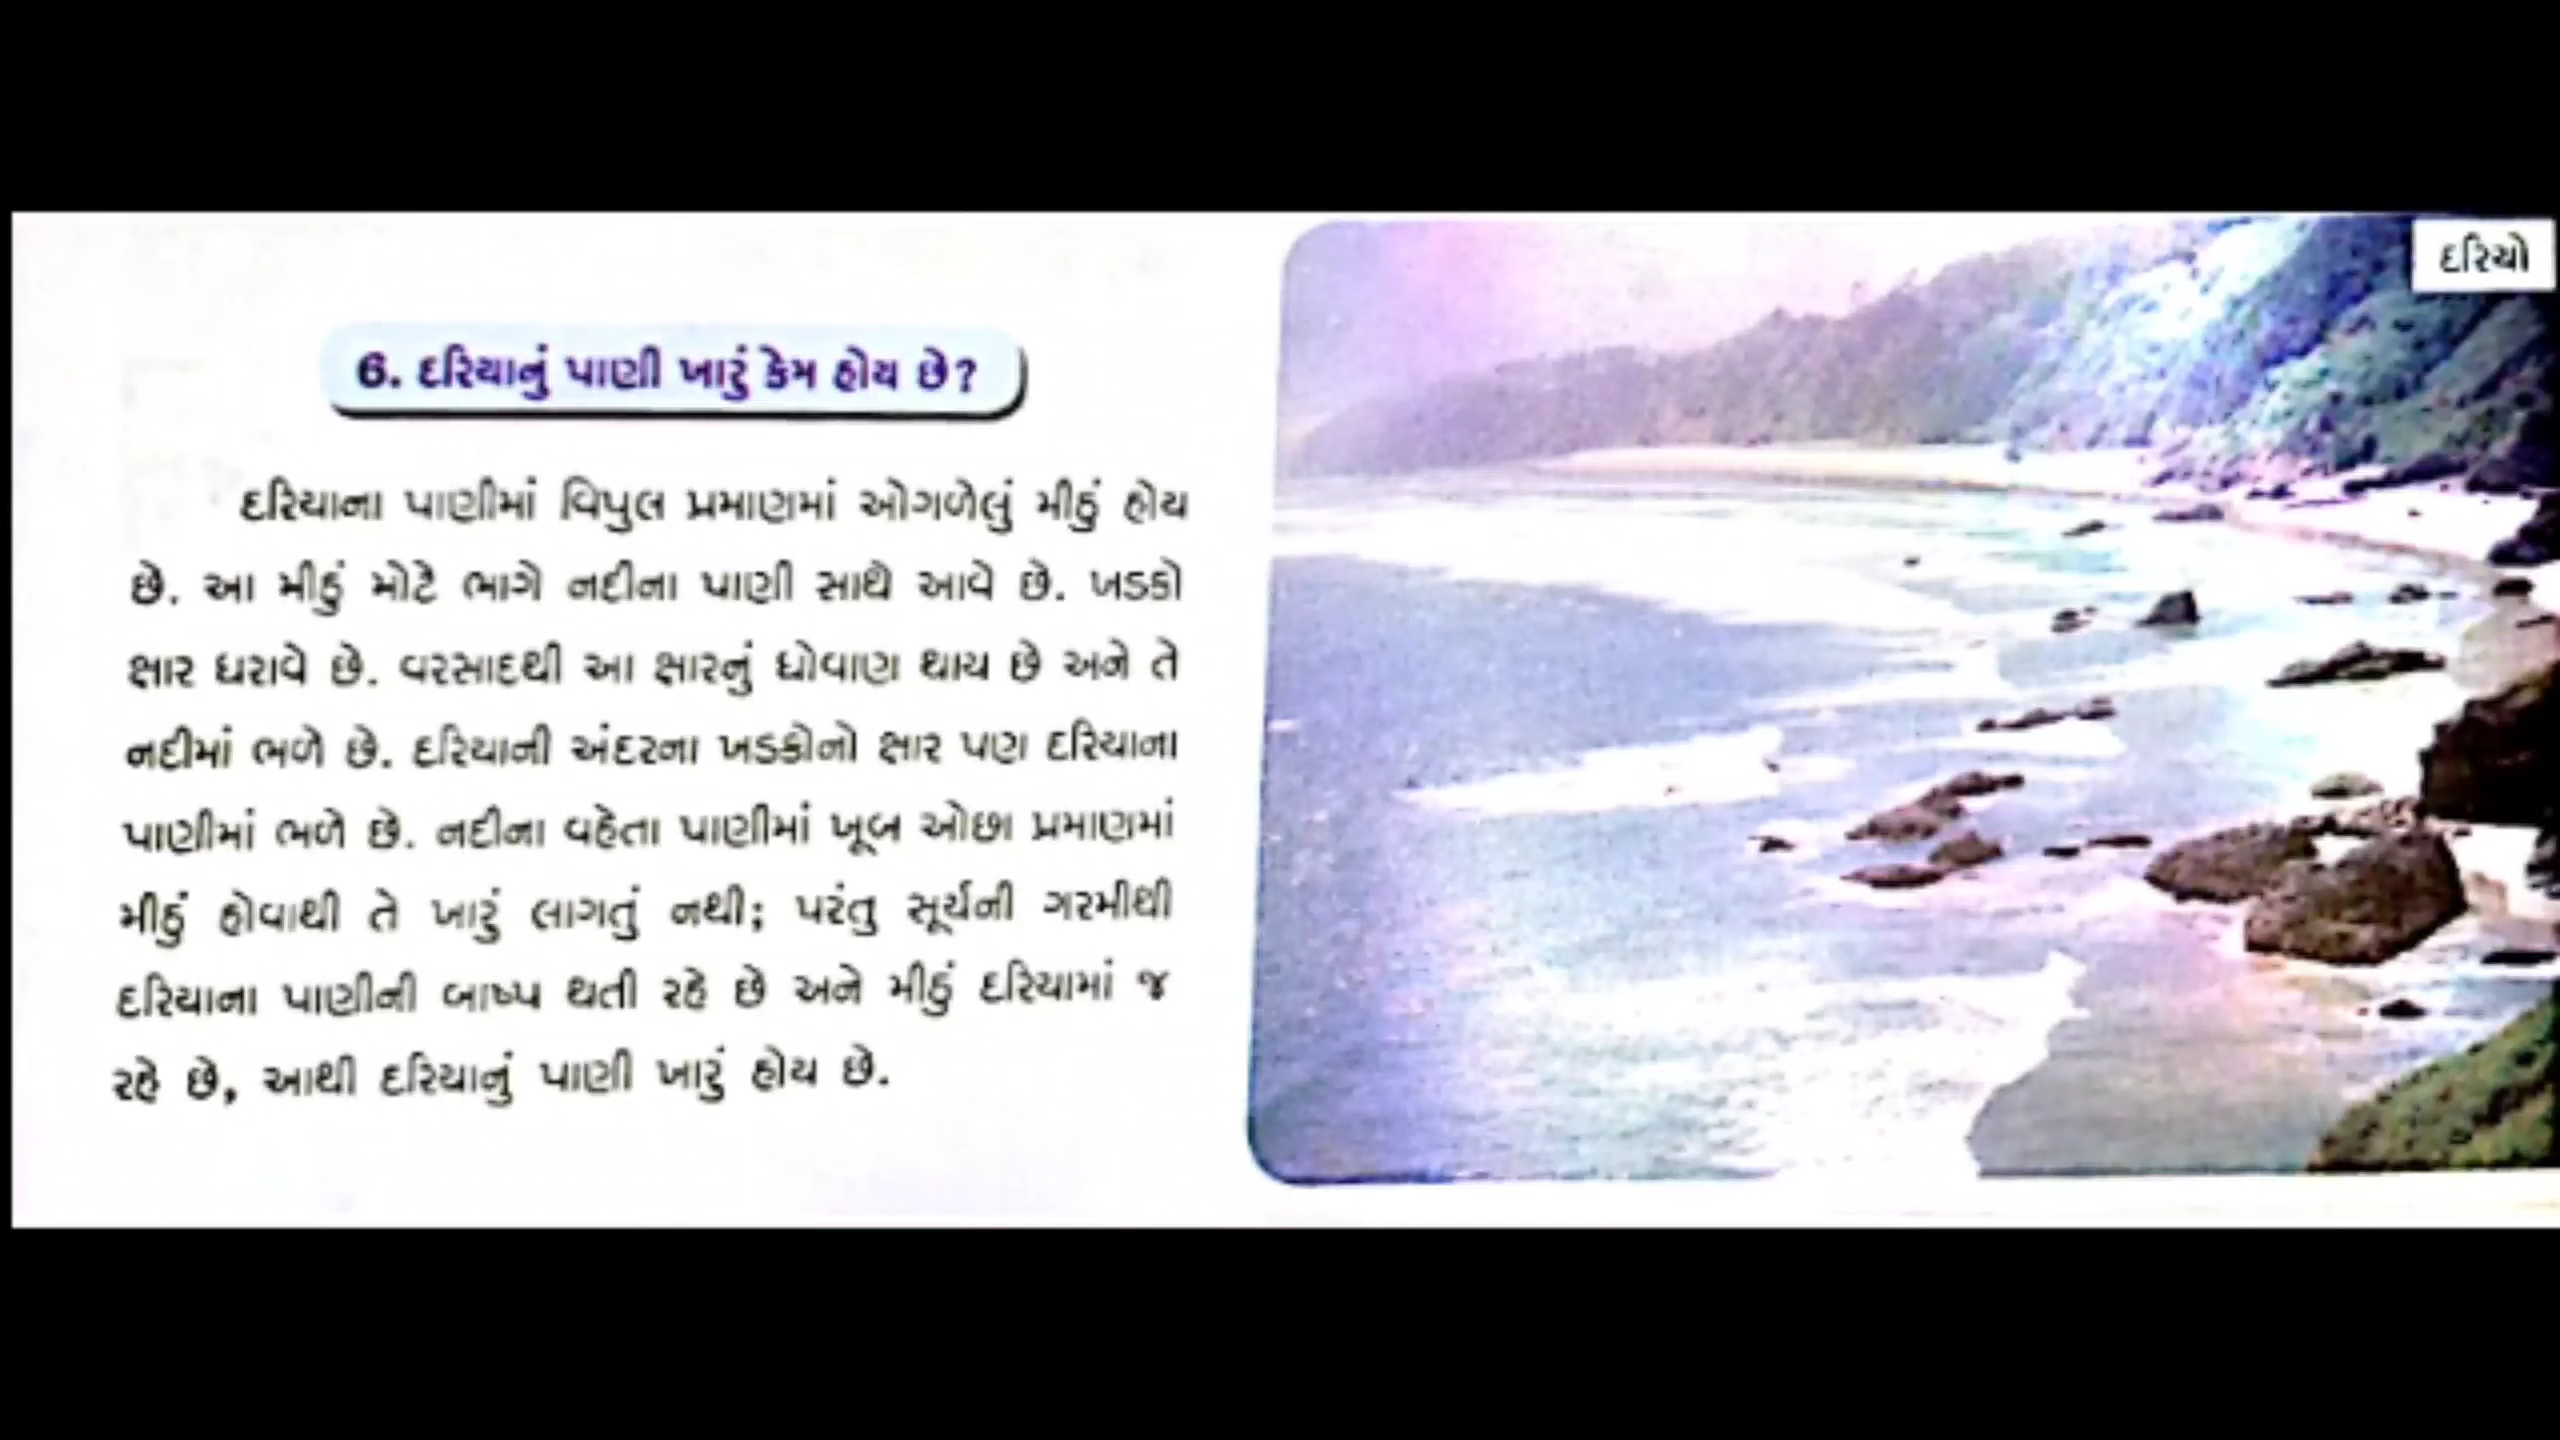 6. દરિયાનું પાણી ખારું કેમ હોય છે?
દરિયાના પાણીમાં વિપુલ પ્રમાણમાં ઓગળેલું મીઠું હોય
છે. આ મીઠું મોટે ભાગે નદીના પાણી સાથે આવે છે. ખડકો
ક્ષાર ધરાવે છે. વરસાદથી આ ક્ષારનું ધોવાણ થાય છે અને તે
નદીમાં ભળે છે. દરિયાની અંદરના ખડકોનો ક્ષાર પણ દરિયાના
પાણીમાં ભળે છે. નદીના વહેતા પાણીમાં ખૂબ ઓછા પ્રમાણમાં
મીઠું હોવાથી તે ખારું લાગતું નથી; પરંતુ સૂર્યની ગરમીથી
દરિયાના પાણીની બાષ્પ થતી રહે છે અને મીઠું દરિયામાં જ
રહે છે, આથી દરિયાનું પાણી ખારું હોય છે.
દરિયો